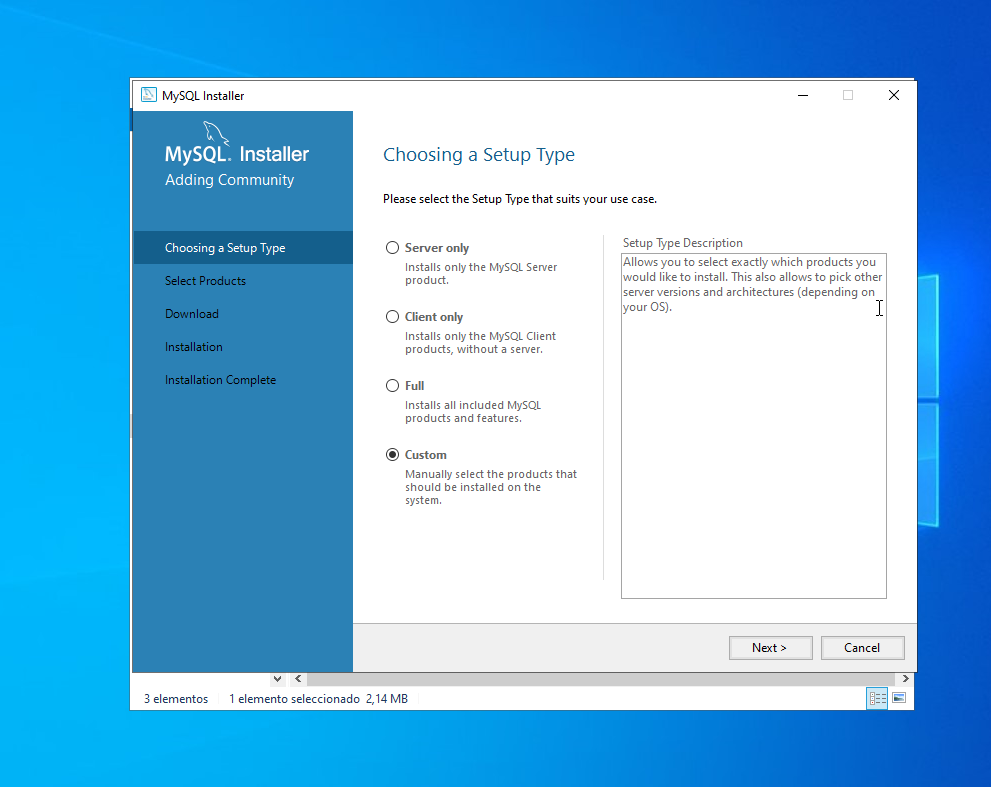 MySQL Installer
MySQL. Installer
Adding Community
Choosing a Setup Type
Select Products
Download
Installation
Installation Complete
Choosing a Setup Type
Please select the Setup Type that suits your use case.
Server only
Installs only the MySQL Server
product.
Client only
Installs only the MySQL Client
products, without a server.
Full
Installs all included MySQL
products and features.
Custom
Manually select the products that
should be installed on the
system.
Setup Type Description
Allows you to select exactly which products you
would like to install. This also allows to pick other
server versions and architectures (depending on
your OS).
Next >
Cancel
3 elementos
1 elemento seleccionado 2,14 MB